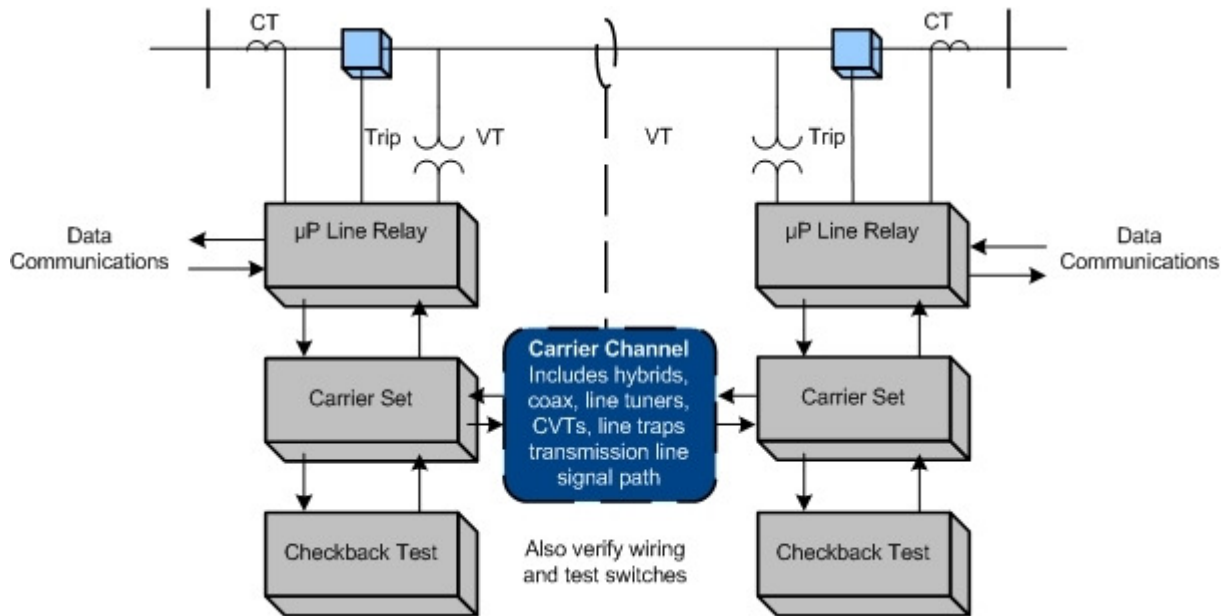 CT
CT
Trip
VT
VT
Trip
µP Line Relay
µP Line Relay
Data
Communications
Data
Communications
Carrier Set
Carrier Channel
Includes hybrids,
coax, line tuners,
CVTs, line traps
transmission line
signal path
Carrier Set
Checkback Test
Also verify wiring
and test switches
Checkback Test